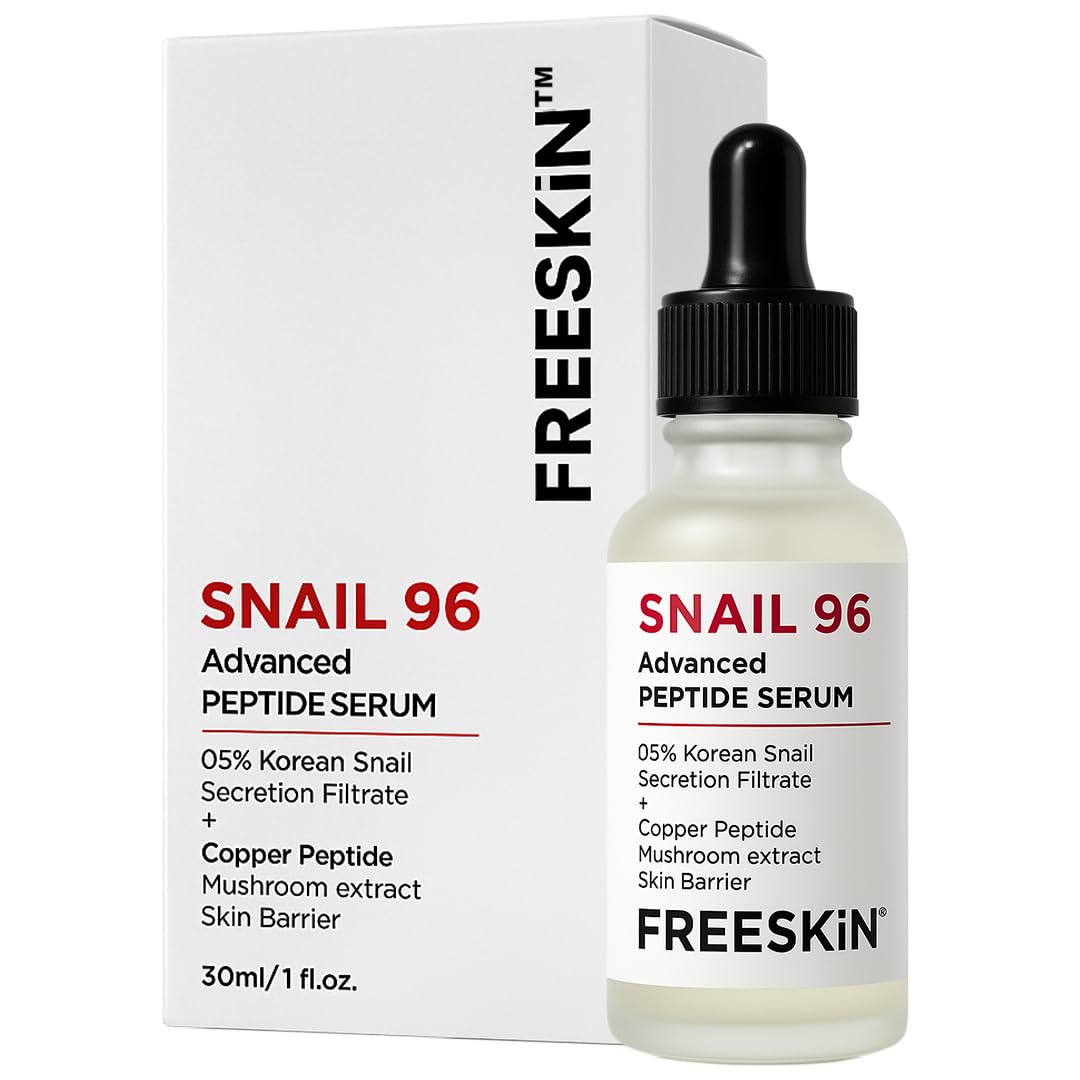 FREESKiN™
SNAIL 96
Advanced
PEPTIDE SERUM
05% Korean Snail
Secretion Filtrate
+
Copper Peptide
Mushroom extract
Skin Barrier
30ml/1 fl.oz.
SNAIL 96
Advanced
PEPTIDE SERUM
05% Korean Snail
Secretion Filtrate
+
Copper Peptide
Mushroom extract
Skin Barrier
FREESKiN®